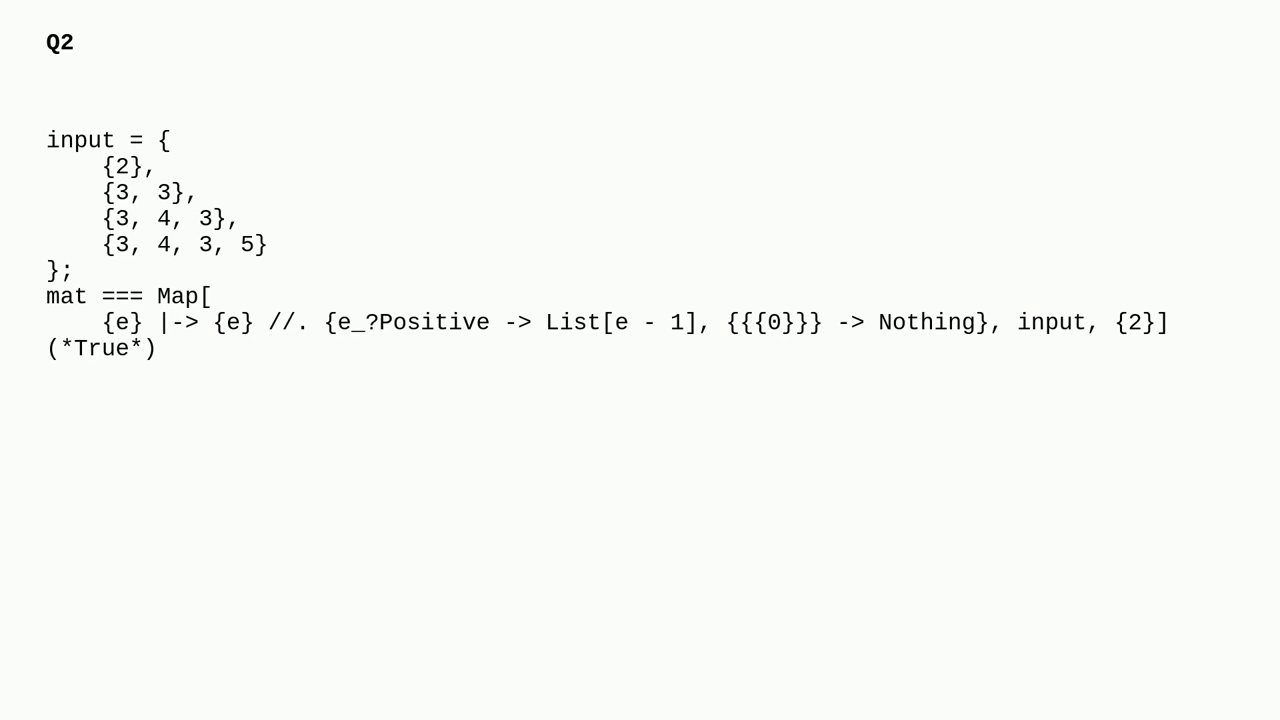 Q2
input = {
    {2},
    {3, 3},
    {3, 4, 3},
    {3, 4, 3, 5}
};
mat === Map[
    {e} |-> {e} //. {e_?Positive -> List[e - 1], {{{0}}} -> Nothing}, input, {2}]
(*True*)